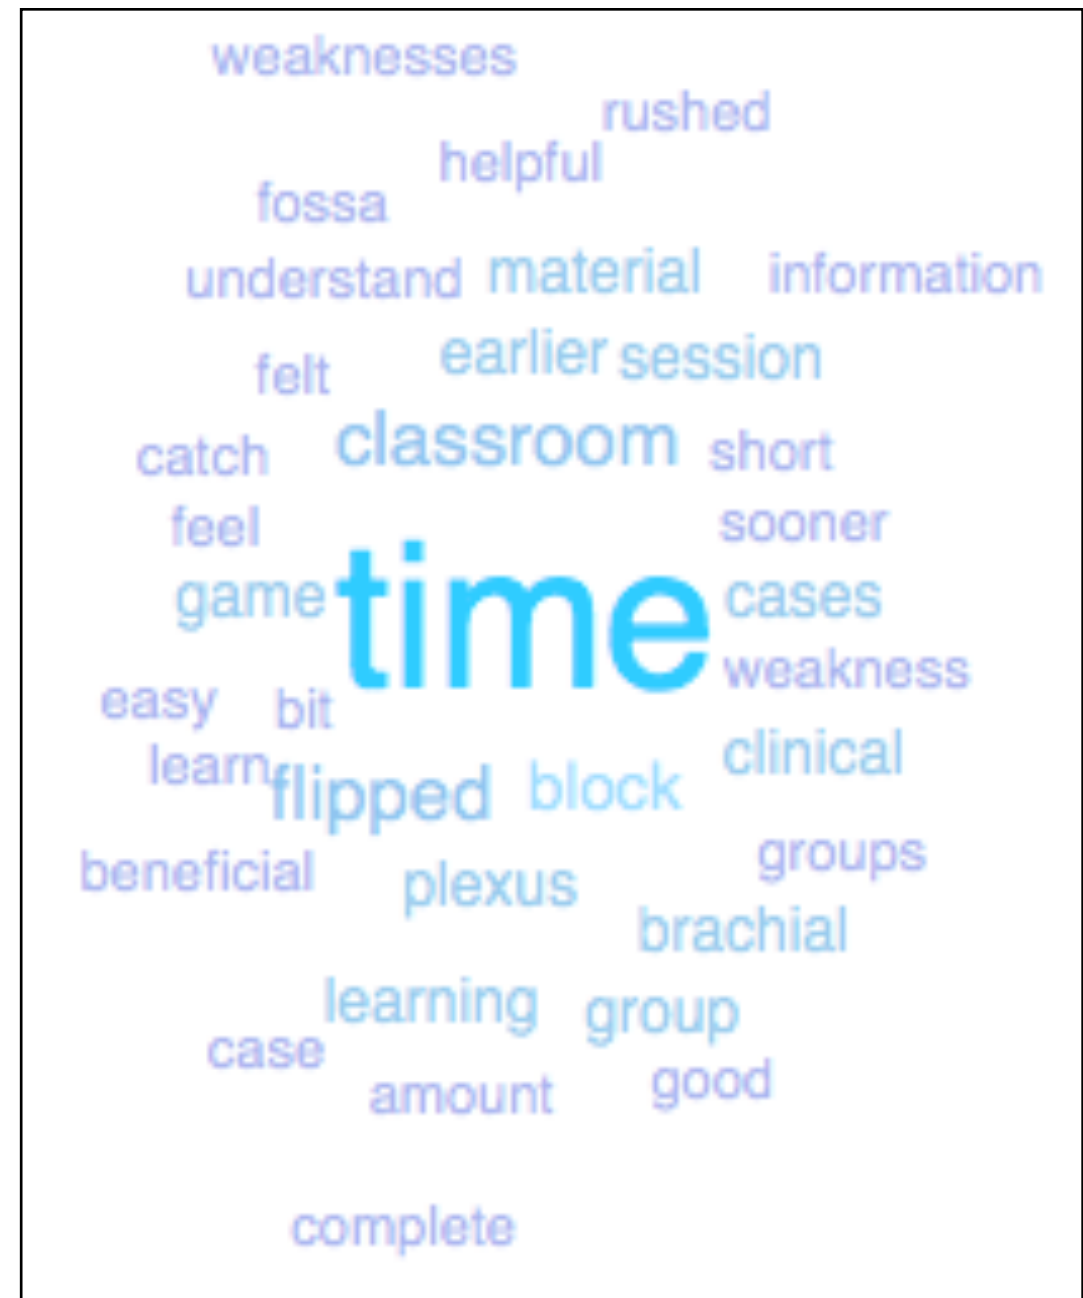 weaknesses
rushed
helpful
fossa
understand material information
earlier session
felt
classroom short
catch
sooner
feel
game time cases
weakness
easy bit
clinical
learn
flipped block
groups
beneficial plexus
brachial
learning group
case
good
amount
complete